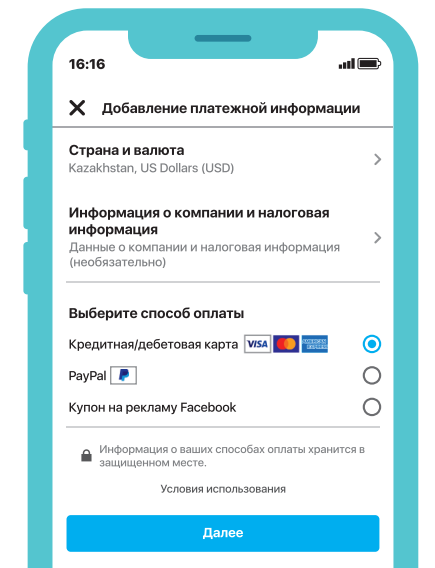 16:16
Добавление платежной информации
Страна и валюта
Kazakhstan, US Dollars (USD)
Информация о компании и налоговая
информация
Данные о компании и налоговая информация
(необязательно)
Выберите способ оплаты
Кредитная/дебетовая карта VISA AMERICAN EXPRESS
PayPal
Купон на рекламу Facebook
Информация о ваших способах оплаты хранится в
защищенном месте.
Условия использования
Далее